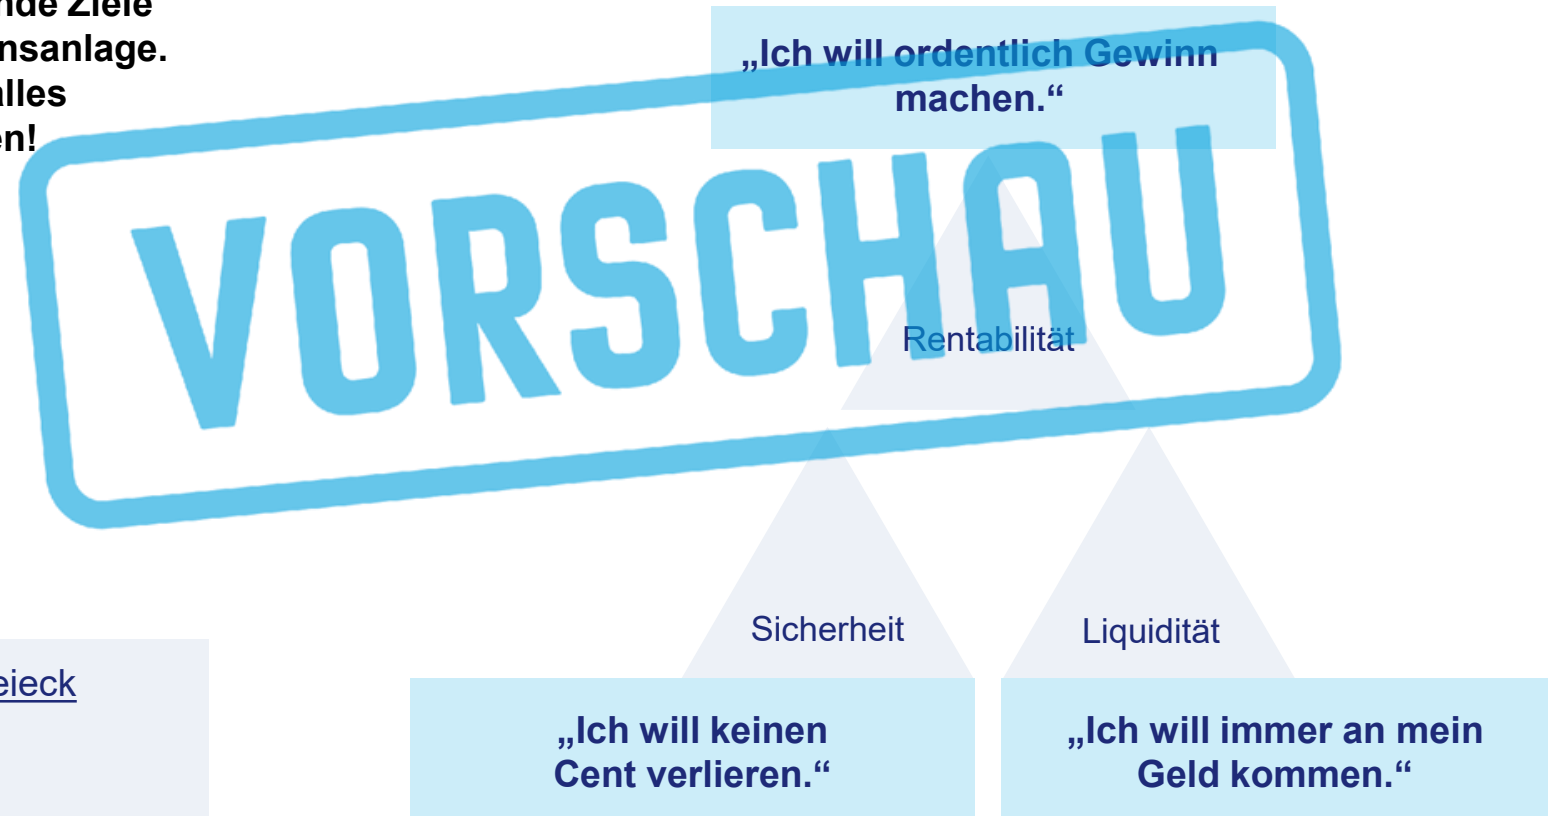 nde Ziele
nsanlage.
alles
en!
„Ich will ordentlich Gewinn
machen.“
VORSCHAU
Rentabilität
Sicherheit
Liquidität
eieck
„Ich will keinen
Cent verlieren.“
„Ich will immer an mein
Geld kommen.“